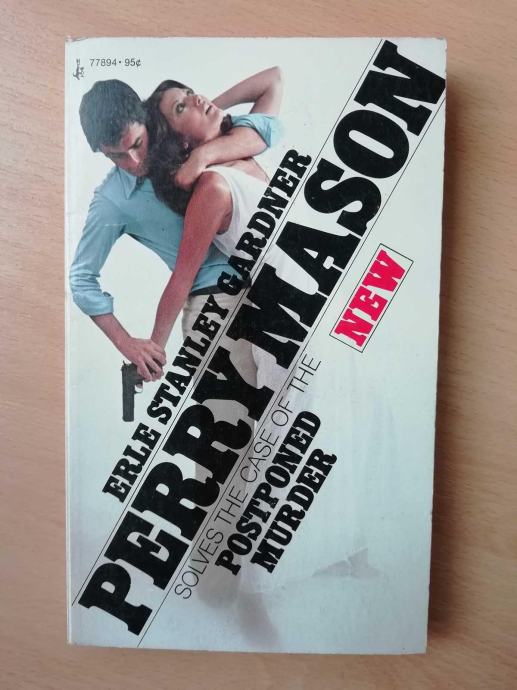 77894 • 95¢
ERLE STANLEY GARDNER
PERRY MASON
SOLVES THE CASE OF THE
POSTPONED
MURDER
NEW